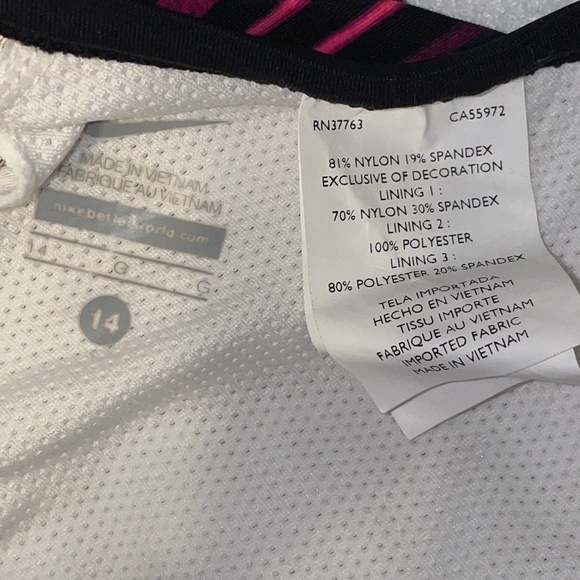 MADE IN VIETNAM
FABRIQUE AU VIETNAM
nikebetterworld.com
14 G G
14
RN37763 CA55972
81% NYLON 19% SPANDEX
EXCLUSIVE OF DECORATION
LINING 1 :
70% NYLON 30% SPANDEX
LINING 2 :
100% POLYESTER
LINING 3 :
80% POLYESTER 20% SPANDEX
TELA IMPORTADA
HECHO EN VIETNAM
TISSU IMPORTE
FABRIQUE AU VIETNAM
IMPORTED FABRIC
MADE IN VIETNAM